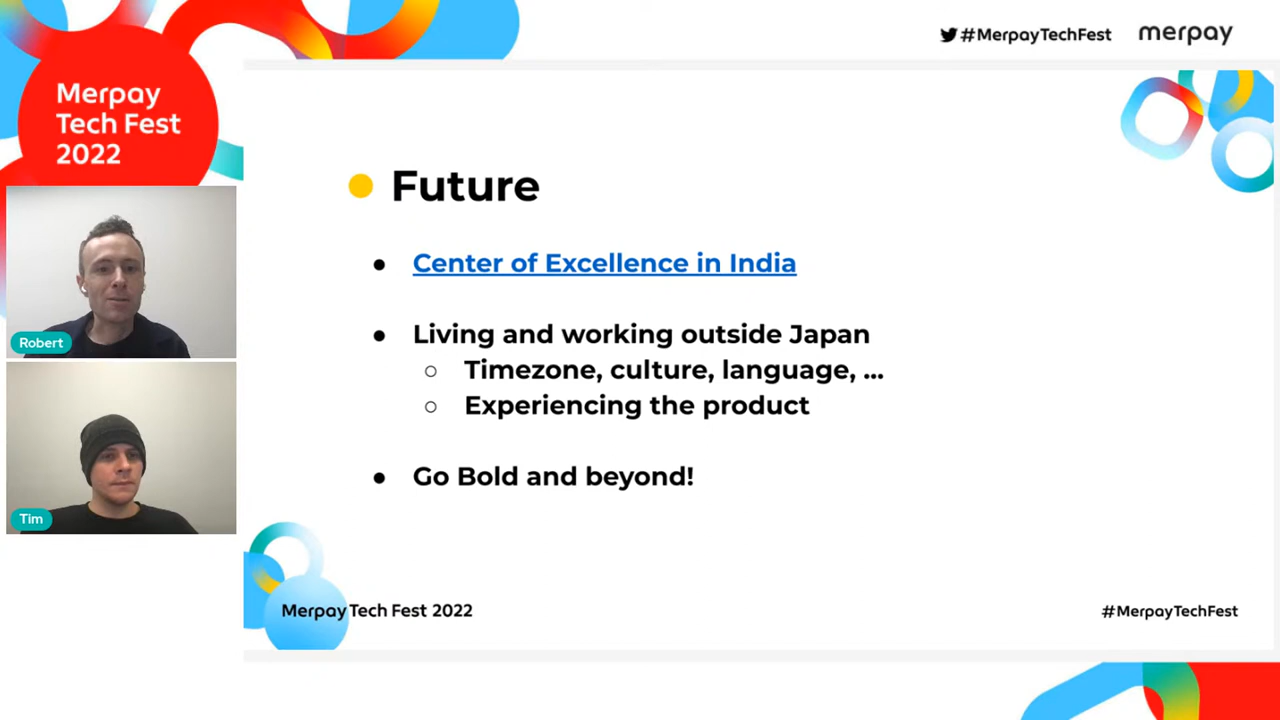 #MerpayTechFest
merpay
Merpay
Tech Fest
2022
Robert
Tim
Future
● Center of Excellence in India
● Living and working outside Japan
○ Timezone, culture, language, ...
○ Experiencing the product
● Go Bold and beyond!
Merpay Tech Fest 2022
#MerpayTechFest